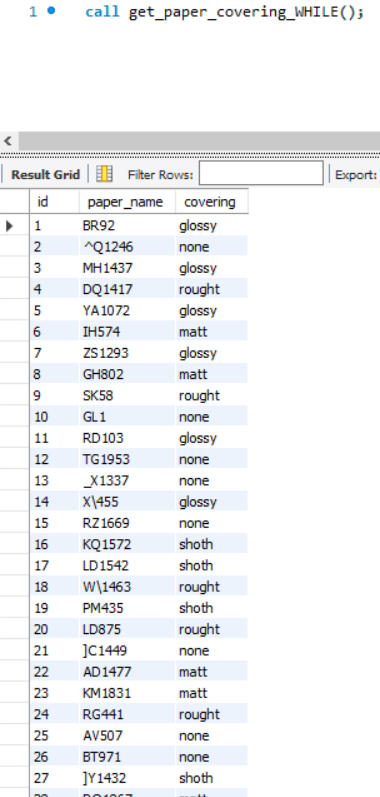 1 call get_paper_covering_WHILE();
Result Grid Filter Rows: Export:
id paper_name covering
1 BR92 glossy
2 ^Q1246 none
3 MH1437 glossy
4 DQ1417 rought
5 YA1072 glossy
6 IH574 matt
7 ZS1293 glossy
8 GH802 matt
9 SK58 rought
10 GL1 none
11 RD103 glossy
12 TG1953 none
13 _X1337 none
14 X\455 glossy
15 RZ1669 none
16 KQ1572 shoth
17 LD1542 shoth
18 W\1463 rought
19 PM435 shoth
20 LD875 rought
21 ]C1449 none
22 AD1477 matt
23 KM1831 matt
24 RG441 rought
25 AV507 none
26 BT971 none
27 ]Y1432 shoth